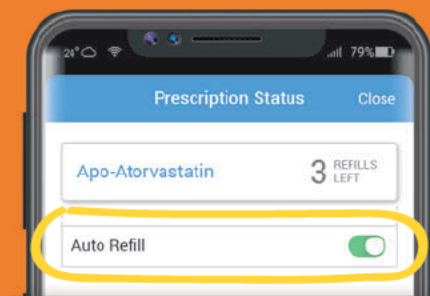 24° 79%
Prescription Status Close
Apo-Atorvastatin 3 REFILLS LEFT
Auto Refill